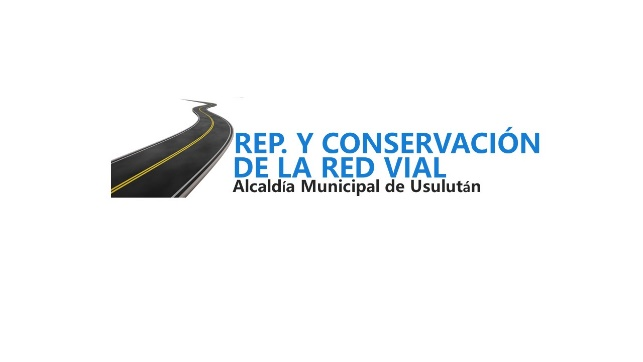 REP. Y CONSERVACIÓN
DE LA RED VIAL
Alcaldía Municipal de Usulután